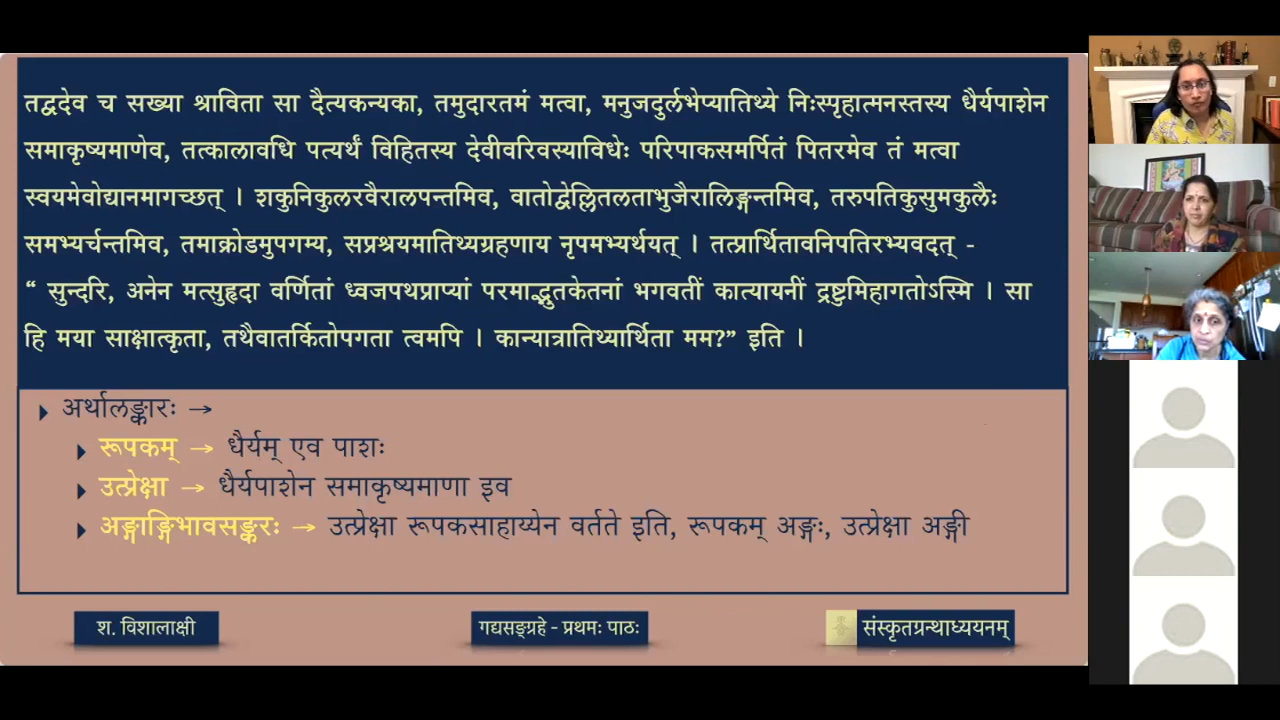 तद्वदेव च सख्या श्राविता सा दैत्यकन्यका, तमुदारतमं मत्वा, मनुजदुर्लभेप्यातिथ्ये निःस्पृहात्मनस्तस्य धैर्यपाशेन
समाकृष्यमाणेव, तत्कालावधि पत्यर्थं विहितस्य देवीवरिवस्याविधेः परिपाकसमर्पितं पितरमेव तं मत्वा
स्वयमेवोद्यानमागच्छत् । शकुनिकुलरवैरालपन्तमिव, वातोद्वेल्लितलताभुजैरालिङ्गन्तमिव, तरुपतिकुसुमकुलैः
समभ्यर्चन्तमिव, तमाक्रोडमुपगम्य, सप्रश्रयमातिथ्यग्रहणाय नृपमभ्यर्थयत् । तत्प्रार्थितावनिपतिरभ्यवदत् -
“ सुन्दरि, अनेन मत्सुहृदा वर्णितां ध्वजपथप्राप्यां परमाद्भुतकेतनां भगवतीं कात्यायनीं द्रष्टुमिहागतोऽस्मि । सा
हि मया साक्षात्कृता, तथैवातर्कितोपगता त्वमपि । कान्यात्रातिथ्यार्थिता मम?” इति ।
अर्थालङ्कारः →
रूपकम् → धैर्यम् एव पाशः
उत्प्रेक्षा → धैर्यपाशेन समाकृष्यमाणा इव
अङ्गाङ्गिभावसङ्करः → उत्प्रेक्षा रूपकसाहाय्येन वर्तते इति, रूपकम् अङ्गः, उत्प्रेक्षा अङ्गी
श. विशालाक्षी
गद्यसङ्ग्रहे - प्रथमः पाठः
संस्कृतग्रन्थाध्ययनम्